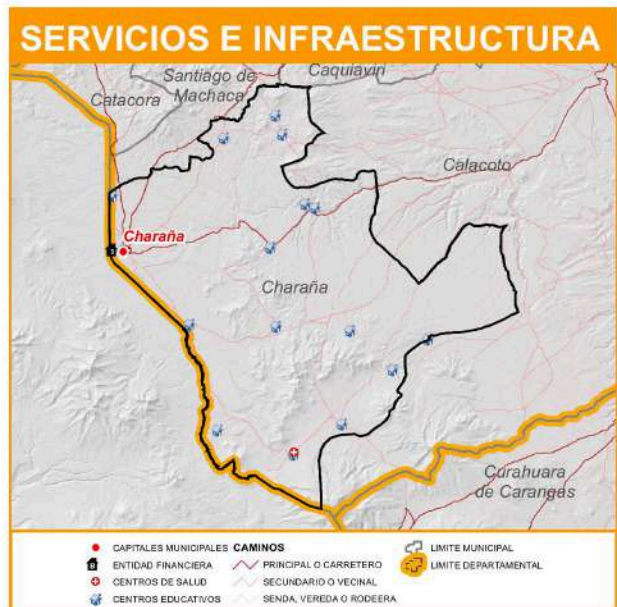 SERVICIOS E INFRAESTRUCTURA
Santiago de
Machaca
Caquiaviri
Catacora
Calacoto
Charaña
Charaña
Curahuara
de Carangas
CAPITALES MUNICIPALES
ENTIDAD FINANCIERA
CENTROS DE SALUD
CENTROS EDUCATIVOS
CAMINOS
PRINCIPAL O CARRETERO
SECUNDARIO O VECINAL
SENDA, VEREDA O RODEERA
LIMITE MUNICIPAL
LIMITE DEPARTAMENTAL